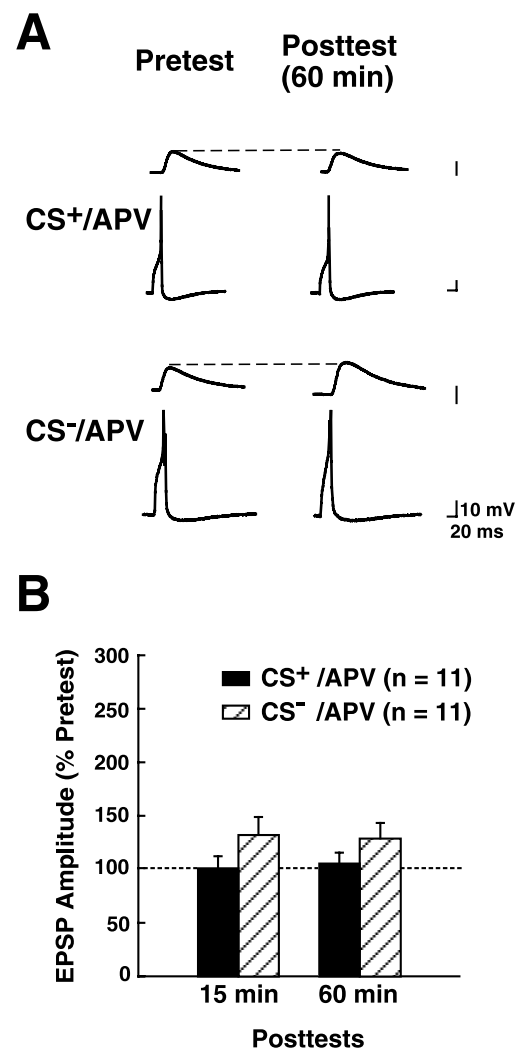 A
Pretest
Posttest
(60 min)
CS+/APV
CS-/APV
10 mV
20 ms
B
EPSP Amplitude (% Pretest)
300
250
200
150
100
50
0
CS+ /APV (n = 11)
CS- /APV (n = 11)
15 min
60 min
Posttests